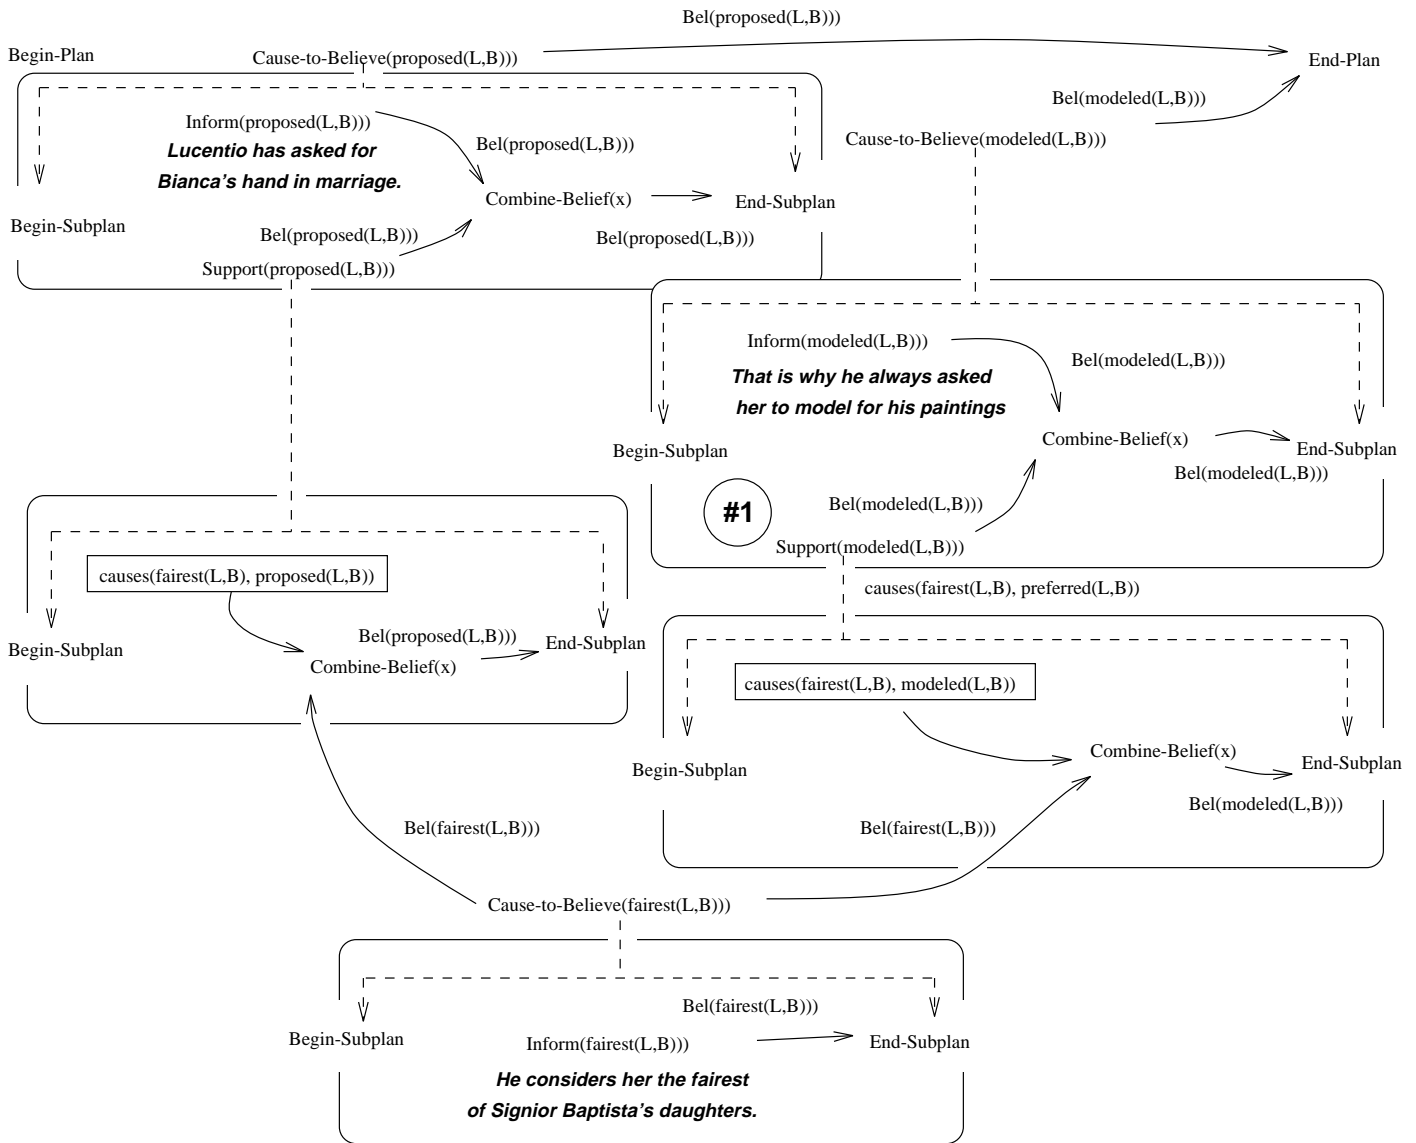 Bel(proposed(L,B)))
Begin-Plan
Cause-to-Believe(proposed(L,B)))
End-Plan
Bel(modeled(L,B)))
Inform(proposed(L,B)))
Cause-to-Believe(modeled(L,B)))
Lucentio has asked for
Bianca's hand in marriage.
Bel(proposed(L,B)))
Combine-Belief(x)
End-Subplan
Begin-Subplan
Bel(proposed(L,B)))
Bel(proposed(L,B)))
Support(proposed(L,B)))
Inform(modeled(L,B)))
Bel(modeled(L,B)))
That is why he always asked
her to model for his paintings
Combine-Belief(x)
Begin-Subplan
End-Subplan
Bel(modeled(L,B)))
Bel(modeled(L,B)))
#1
Support(modeled(L,B)))
causes(fairest(L,B), proposed(L,B))
causes(fairest(L,B), preferred(L,B))
Begin-Subplan
Bel(proposed(L,B)))
End-Subplan
Combine-Belief(x)
causes(fairest(L,B), modeled(L,B))
Begin-Subplan
Combine-Belief(x)
End-Subplan
Bel(modeled(L,B)))
Bel(fairest(L,B)))
Bel(fairest(L,B)))
Cause-to-Believe(fairest(L,B)))
Bel(fairest(L,B)))
Begin-Subplan
Inform(fairest(L,B)))
End-Subplan
He considers her the fairest
of Signior Baptista's daughters.